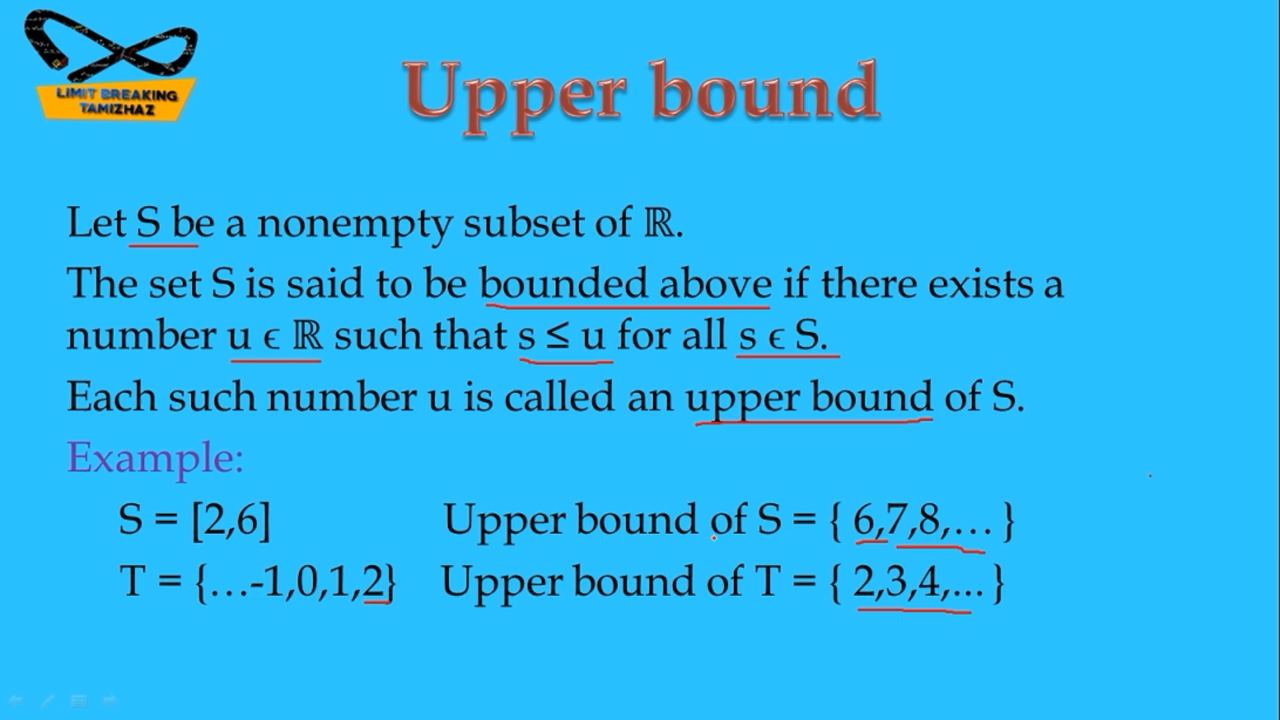 LIMIT BREAKING
TAMIZHAZ
Upper bound
Let S be a nonempty subset of ℝ.
The set S is said to be bounded above if there exists a
number u ϵ ℝ such that s ≤ u for all s ϵ S.
Each such number u is called an upper bound of S.
Example:
S = [2,6] Upper bound of S = { 6,7,8,… }
T = {…-1,0,1,2} Upper bound of T = { 2,3,4,... }